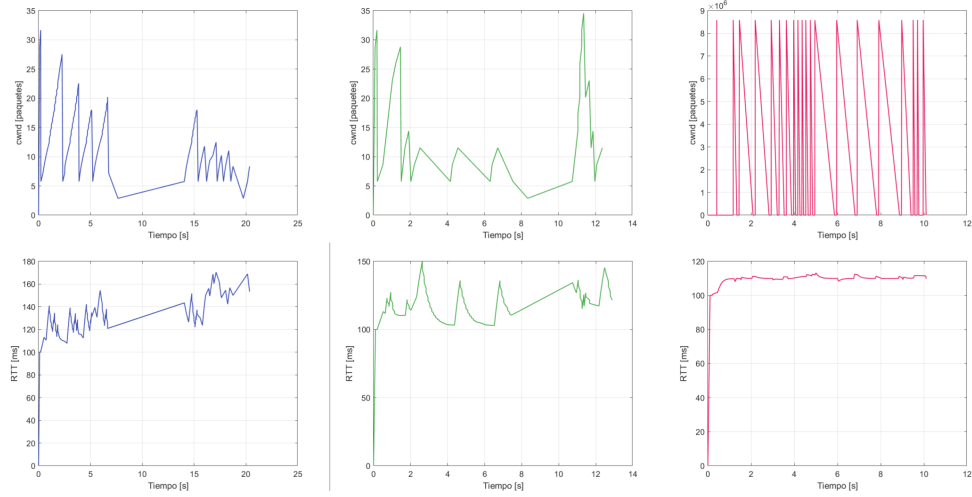 35
30
25
20
15
10
5
0
cwnd [paquetes]
0 5 10 15 20 25
Tiempo [s]
35
30
25
20
15
10
5
0
cwnd [paquetes]
0 2 4 6 8 10 12 14
Tiempo [s]
×10⁶
9
8
7
6
5
4
3
2
1
0
cwnd [paquetes]
0 2 4 6 8 10 12
Tiempo [s]
180
160
140
120
100
80
60
40
20
0
RTT [ms]
0 5 10 15 20 25
Tiempo [s]
150
100
50
0
RTT [ms]
0 2 4 6 8 10 12 14
Tiempo [s]
120
100
80
60
40
20
0
RTT [ms]
0 2 4 6 8 10 12
Tiempo [s]